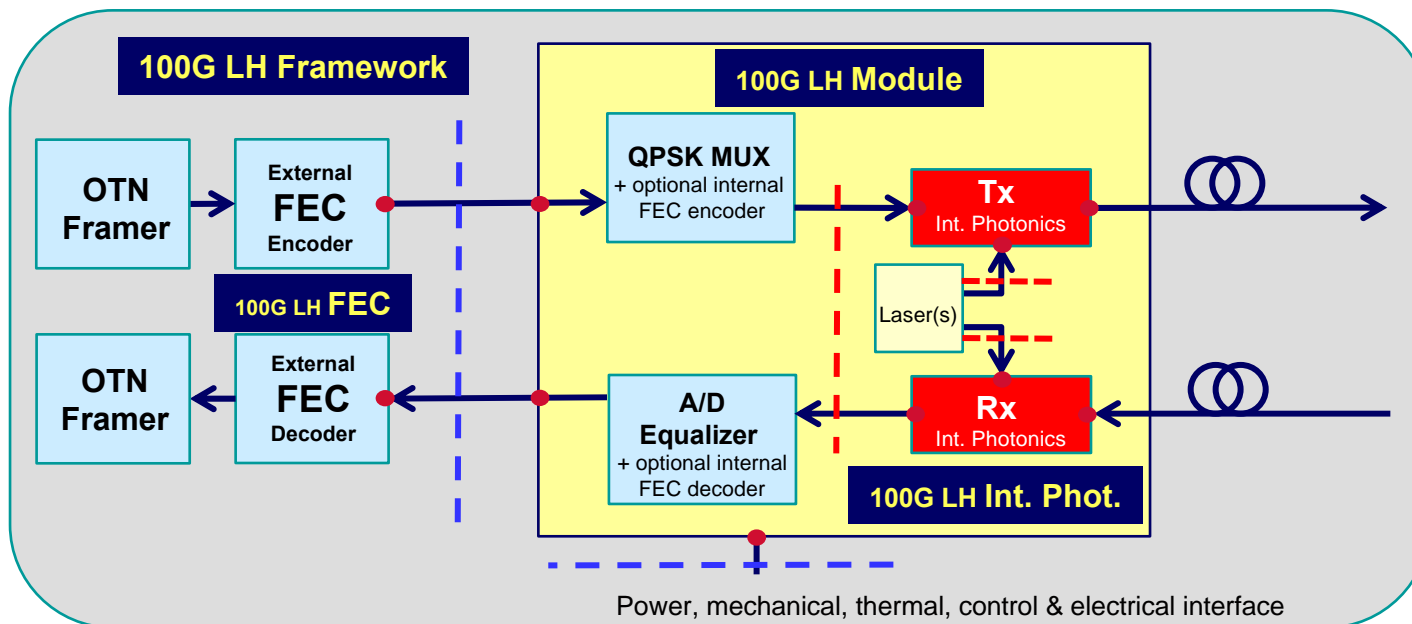 100G LH Framework
100G LH Module
OTN
Framer
External
FEC
Encoder
QPSK MUX
+ optional internal
FEC encoder
Tx
Int. Photonics
Laser(s)
100G LH FEC
OTN
Framer
External
FEC
Decoder
A/D
Equalizer
+ optional internal
FEC decoder
Rx
Int. Photonics
100G LH Int. Phot.
Power, mechanical, thermal, control & electrical interface